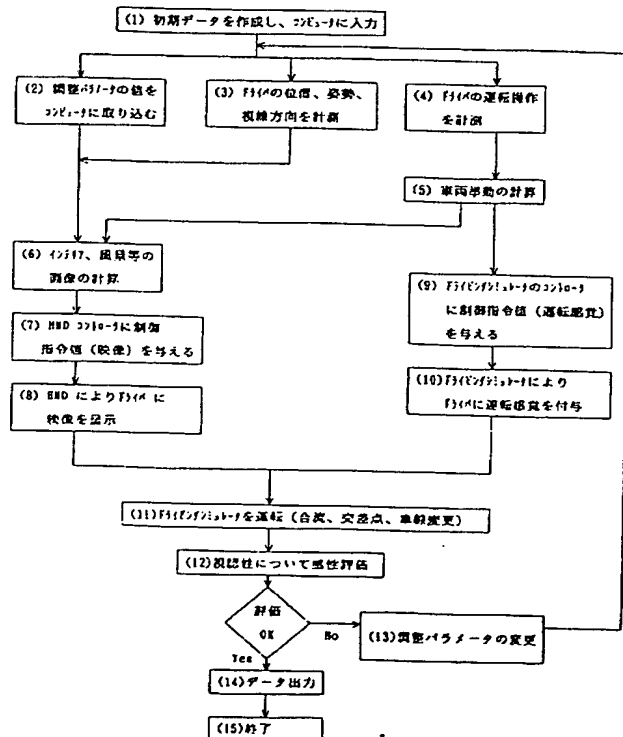 (1) 初期データを作成し、コンピュータに入力
(2) 調整パラメータの値を
コンピュータに取り込む
(3) ドライバの位置、姿勢、
視線方向を計測
(4) ドライバの運転操作
を計測
(5) 車両挙動の計算
(6) インテリア、風景等の
画像の計算
(7) HMD コントローラに制御
指令値(映像)を与える
(8) HMD によりドライバ に
映像を表示
(9) ドライビングシミュレータのコントローラ
に制御指令値(運転感覚)
を与える
(10)ドライビングシミュレータにより
ドライバに運転感覚を付与
(11)ドライビングシミュレータを運転(合流、交差点、車線変更)
(12)視認性について感性評価
評価
OK
No
Yes
(13)調整パラメータの変更
(14)データ出力
(15)終了